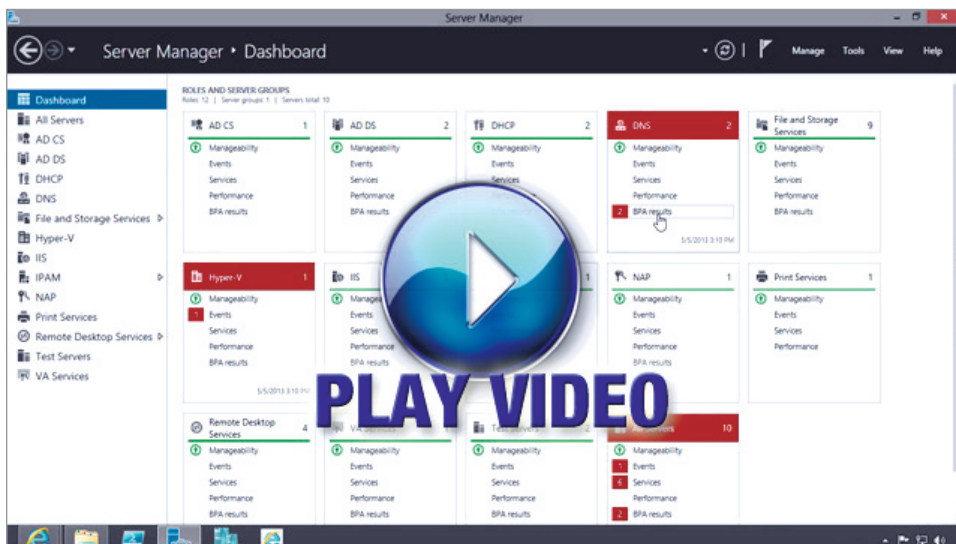 Server Manager
Server Manager • Dashboard
Manage Tools View Help
Dashboard
All Servers
AD CS
AD DS
DHCP
DNS
File and Storage Services
Hyper-V
IIS
IPAM
NAP
Print Services
Remote Desktop Services
Test Servers
VA Services
ROLES AND SERVER GROUPS
Roles: 12 | Server groups: 1 | Servers total: 10
AD CS 1
Manageability
Events
Services
Performance
BPA results
AD DS 2
Manageability
Events
Services
Performance
BPA results
DHCP 2
Manageability
Events
Services
DNS 2
Manageability
Events
Services
Performance
2 BPA results
5/5/2013 3:10 PM
File and Storage
Services 9
Manageability
Events
Services
Performance
BPA results
Hyper-V 1
Manageability
1 Events
Services
Performance
BPA results
5/5/2013 3:10 PM
IIS
Events
Services
Performance
BPA results
1
NAP 1
Manageability
Events
Services
Performance
BPA results
Print Services 1
Manageability
Events
Services
Performance
PLAY VIDEO
Remote Desktop
Services 4
Manageability
Events
Services
Performance
BPA results
VA Services
Manageability
Events
Services
Performance
BPA results
Test Servers 2
Manageability
Events
Services
Performance
BPA results
All Servers 10
Manageability
1 Events
6 Services
Performance
2 BPA results